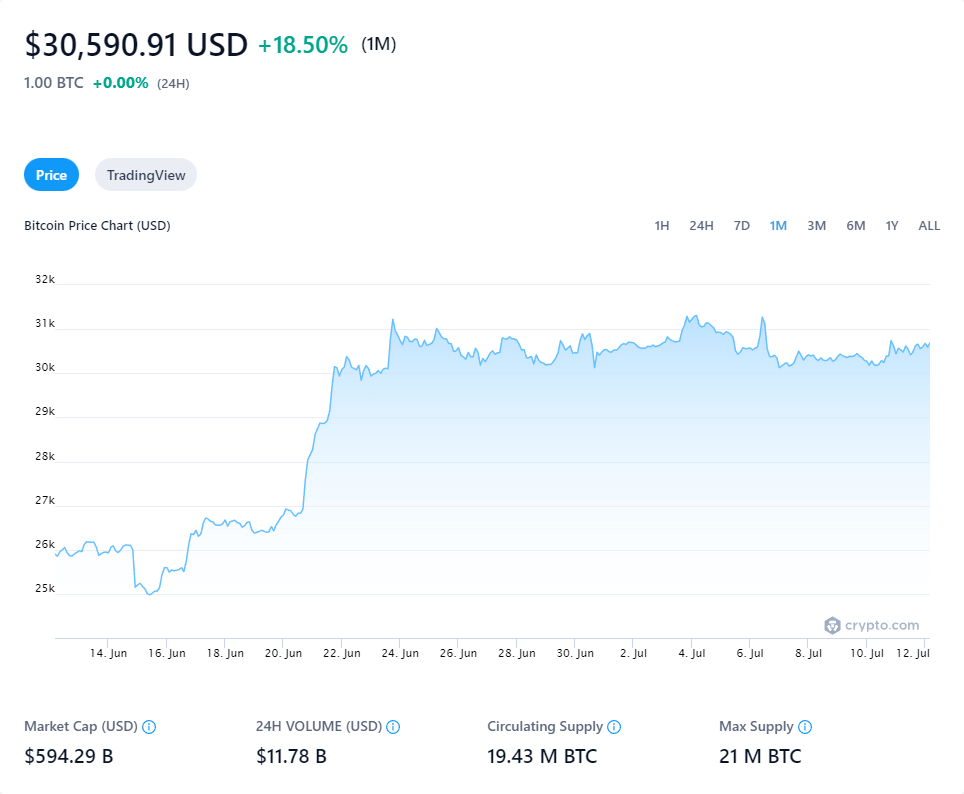 $30,590.91 USD +18.50% (1M)
1.00 BTC +0.00% (24H)
Price TradingView
Bitcoin Price Chart (USD) 1H 24H 7D 1M 3M 6M 1Y ALL
32k
31k
30k
29k
28k
27k
26k
25k
crypto.com
14. Jun 16. Jun 18. Jun 20. Jun 22. Jun 24. Jun 26. Jun 28. Jun 30. Jun 2. Jul 4. Jul 6. Jul 8. Jul 10. Jul 12. Jul
Market Cap (USD) 24H VOLUME (USD) Circulating Supply Max Supply
$594.29 B $11.78 B 19.43 M BTC 21 M BTC